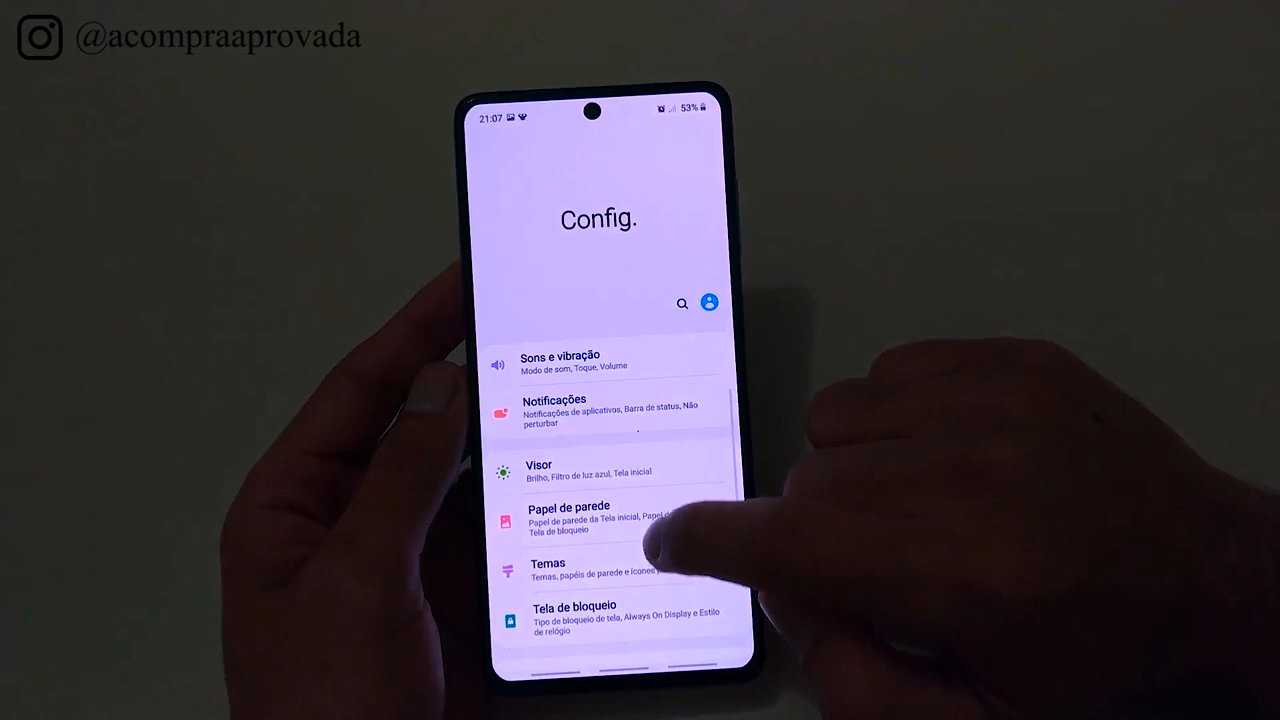 @acompraaprovada
21:07
53%
Config.
Sons e vibração
Modo de som, Toque, Volume
Notificações
Notificações de aplicativos, Barra de status, Não
perturbar
Visor
Brilho, Filtro de luz azul, Tela inicial
Papel de parede
Papel de parede da Tela inicial, Papel
Tela de bloqueio
Temas
Temas, papéis de parede e ícones
Tela de bloqueio
Tipo de bloqueio de tela, Always On Display e Estilo
de relógio